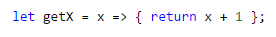 let getX = x => { return x + 1 };